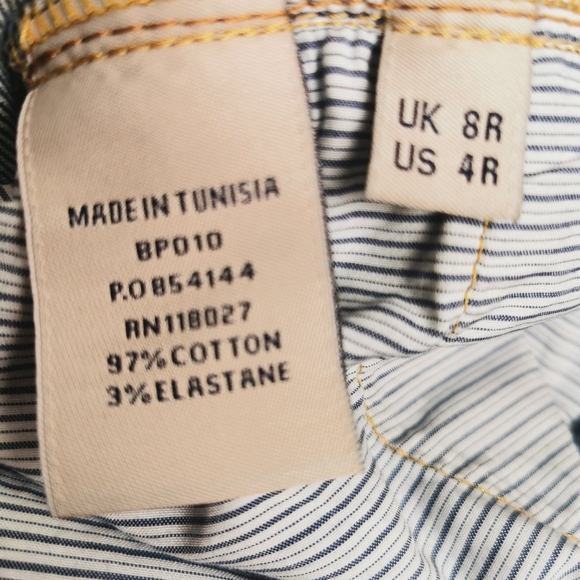 MADE IN TUNISIA
BP010
P.O 854144
RN118027
97% COTTON
3% ELASTANE
UK 8R
US 4R